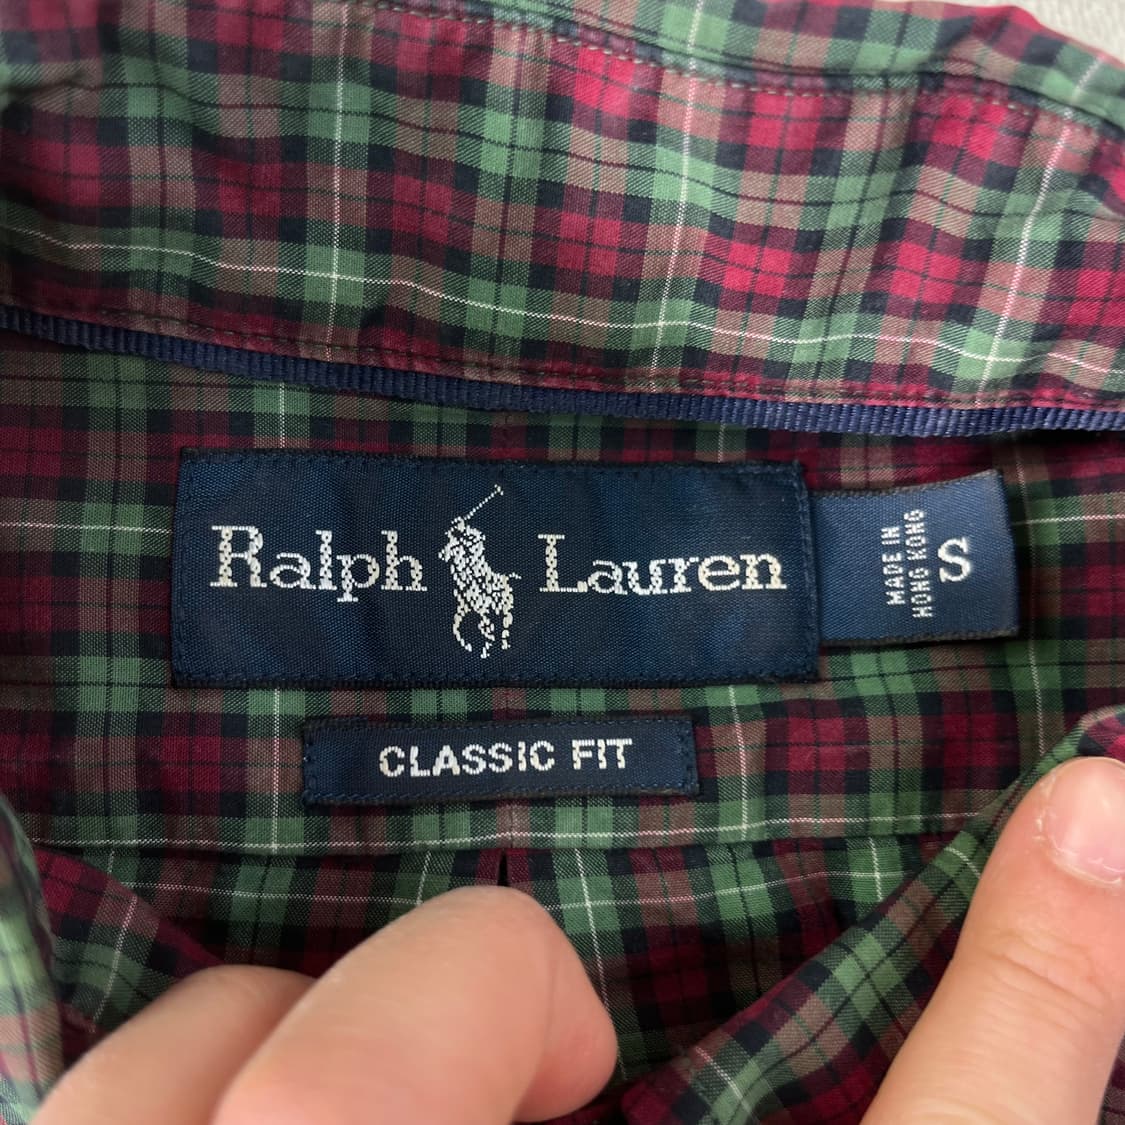 Ralph Lauren
MADE IN
HONG KONG
S
CLASSIC FIT